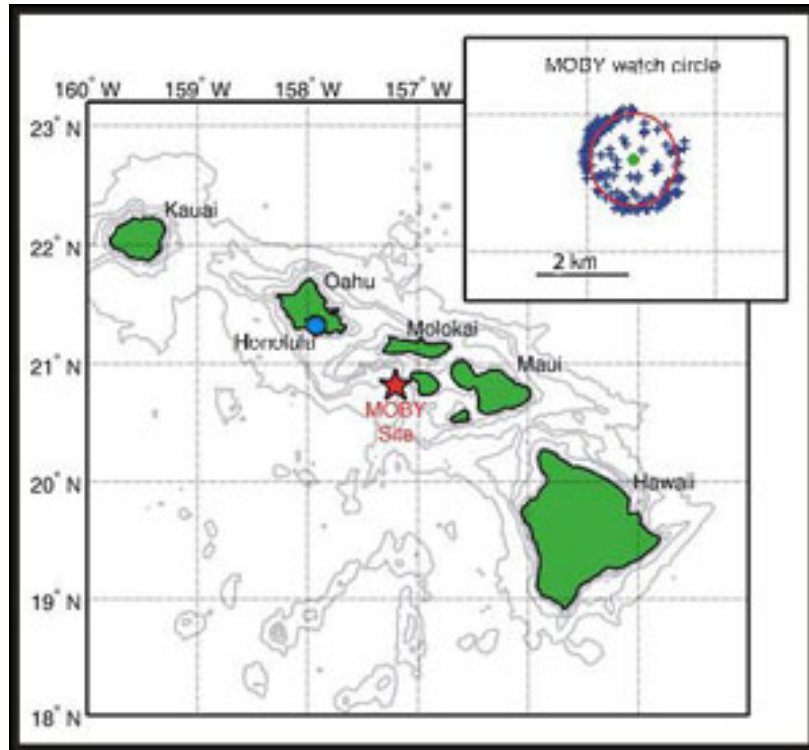 MOBY watch circle
160° W 159° W 158° W 157° W
23° N
Kauai
22° N
2 km
Oahu
Honolulu
Molokai
21° N
Maui
MOBY
Site
20° N
Hawaii
19° N
18° N